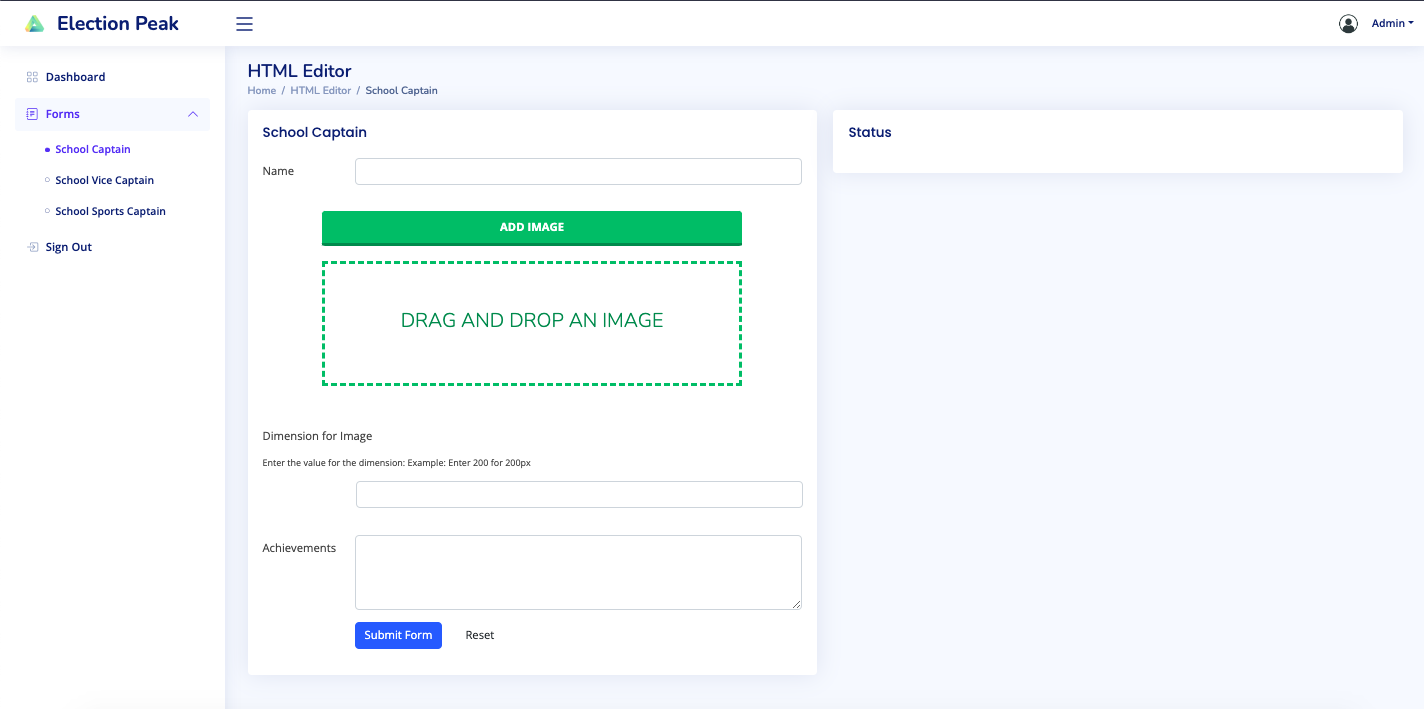 Election Peak
Admin
Dashboard
Forms
School Captain
School Vice Captain
School Sports Captain
Sign Out
HTML Editor
Home / HTML Editor / School Captain
School Captain
Name
ADD IMAGE
DRAG AND DROP AN IMAGE
Dimension for Image
Enter the value for the dimension: Example: Enter 200 for 200px
Achievements
Submit Form
Reset
Status